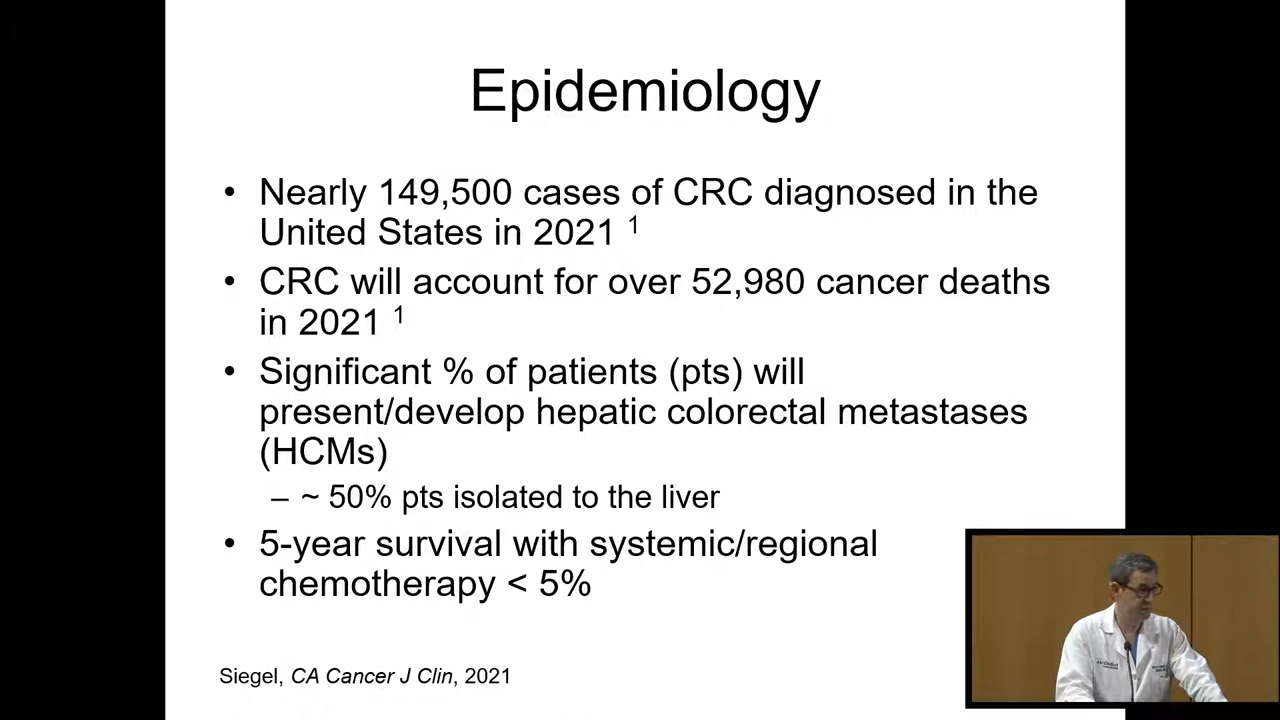 Epidemiology
• Nearly 149,500 cases of CRC diagnosed in the
United States in 2021 1
• CRC will account for over 52,980 cancer deaths
in 2021 1
• Significant % of patients (pts) will
present/develop hepatic colorectal metastases
(HCMs)
– ~ 50% pts isolated to the liver
• 5-year survival with systemic/regional
chemotherapy < 5%
Siegel, CA Cancer J Clin, 2021